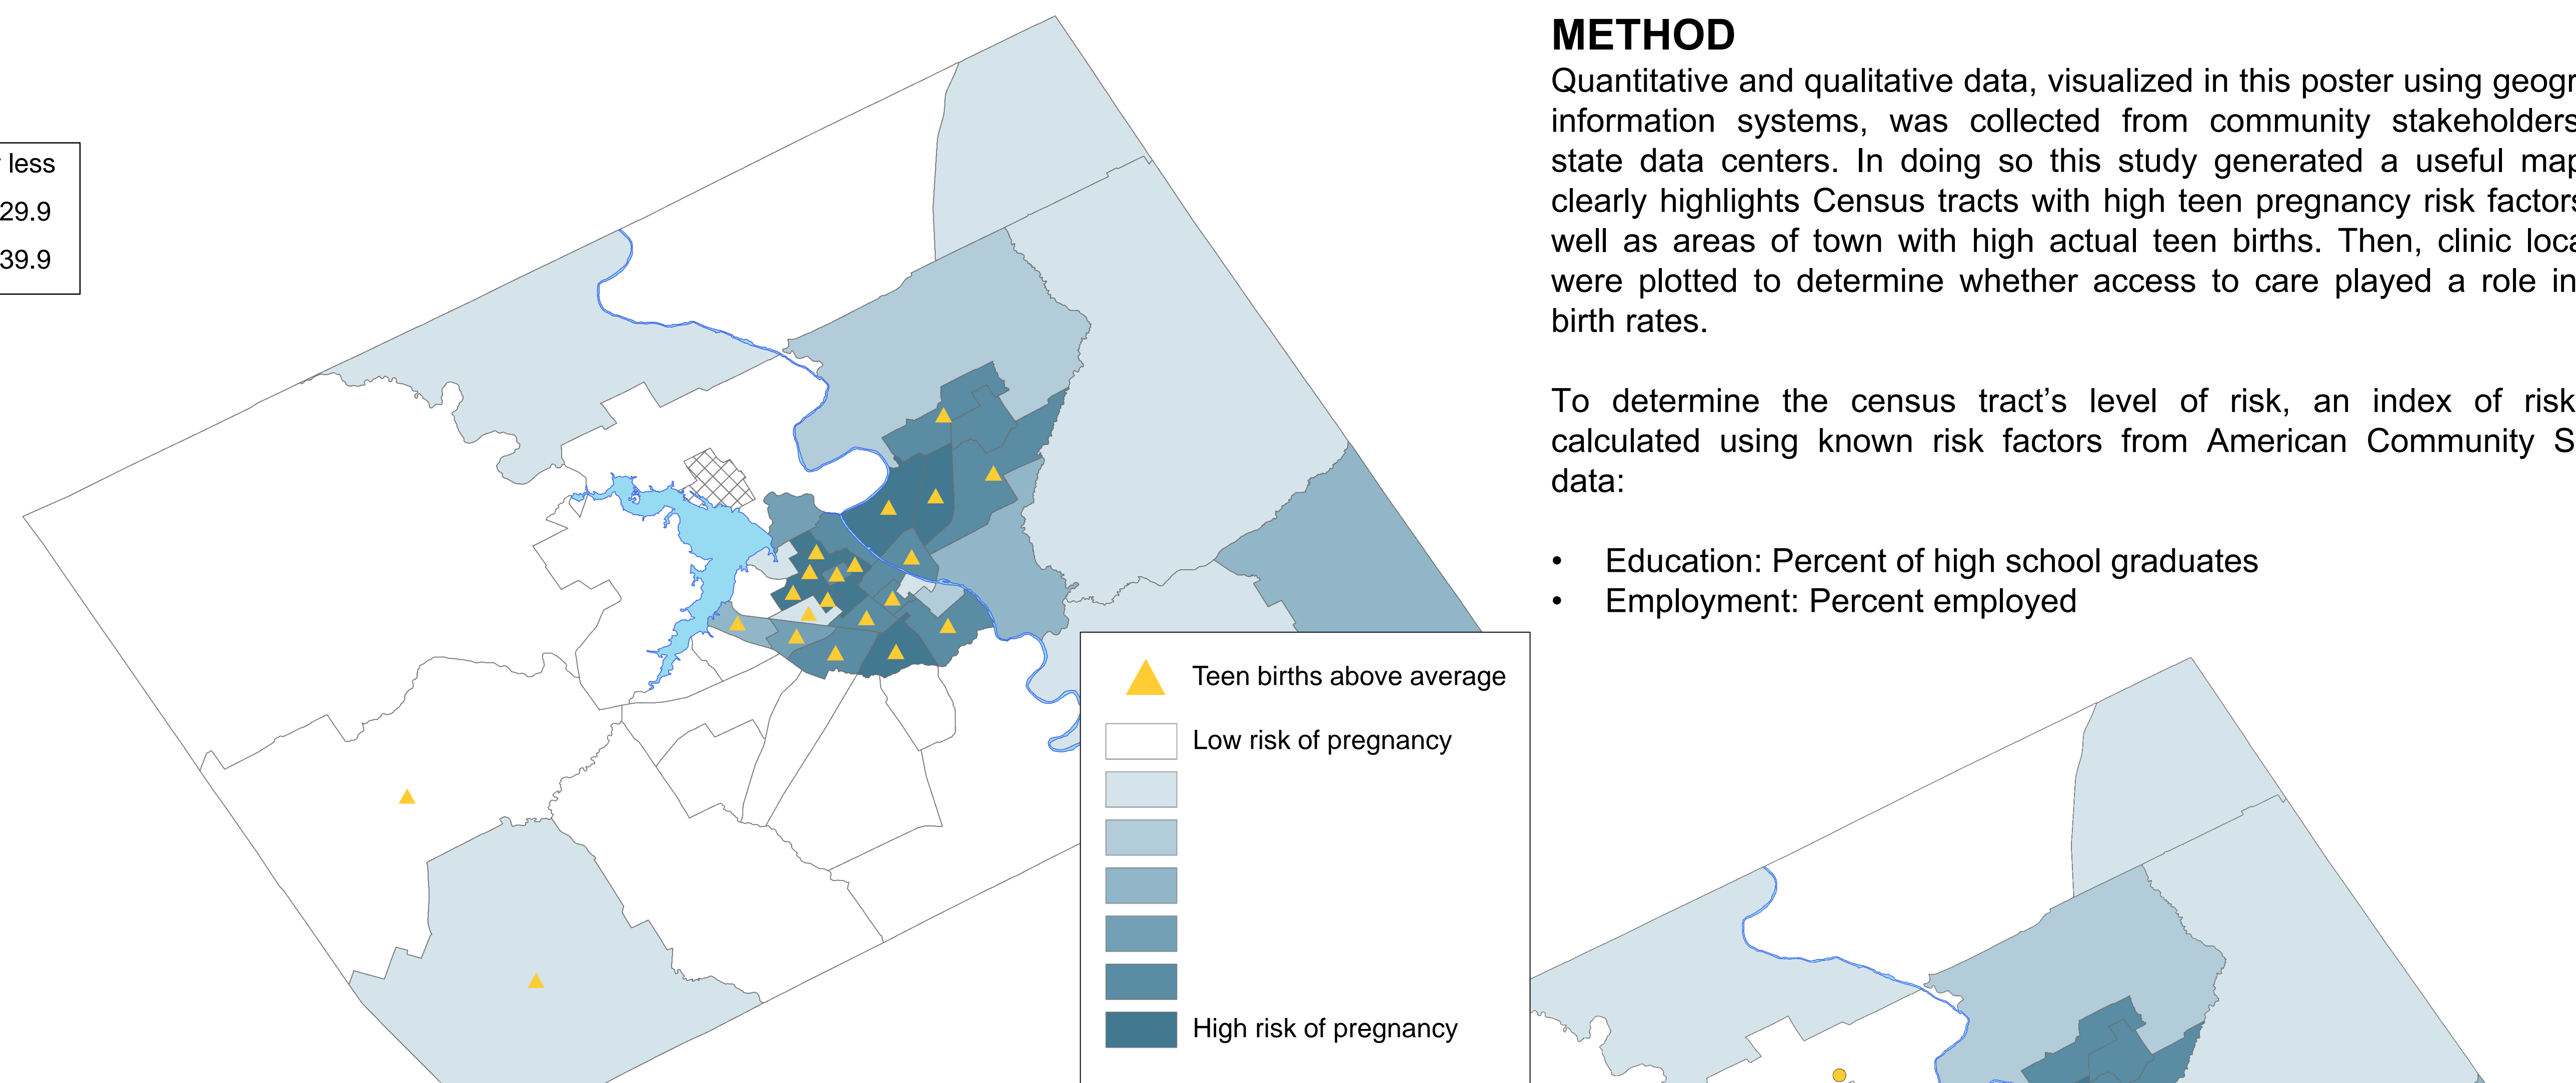 less
29.9
39.9
METHOD
Quantitative and qualitative data, visualized in this poster using
information systems, was collected from community stakeholders
state data centers. In doing so this study generated a useful
clearly highlights Census tracts with high teen pregnancy risk factors
well as areas of town with high actual teen births. Then, clinic
were plotted to determine whether access to care played a role in
birth rates.
To determine the census tract’s level of risk, an index of risk
calculated using known risk factors from American Community
data:
• Education: Percent of high school graduates
• Employment: Percent employed
Teen births above average
Low risk of pregnancy
High risk of pregnancy